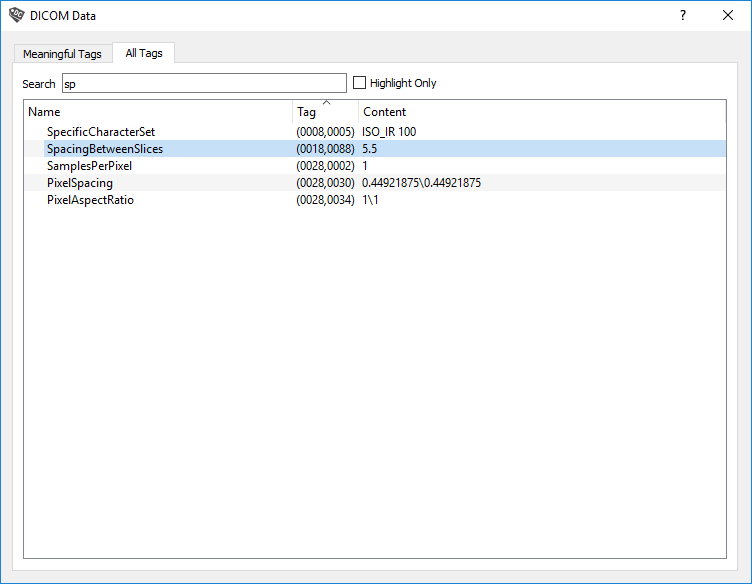 DICOM Data
?
Meaningful Tags All Tags
Search sp Highlight Only
Name Tag Content
SpecificCharacterSet (0008,0005) ISO_IR 100
SpacingBetweenSlices (0018,0088) 5.5
SamplesPerPixel (0028,0002) 1
PixelSpacing (0028,0030) 0.44921875\0.44921875
PixelAspectRatio (0028,0034) 1\1